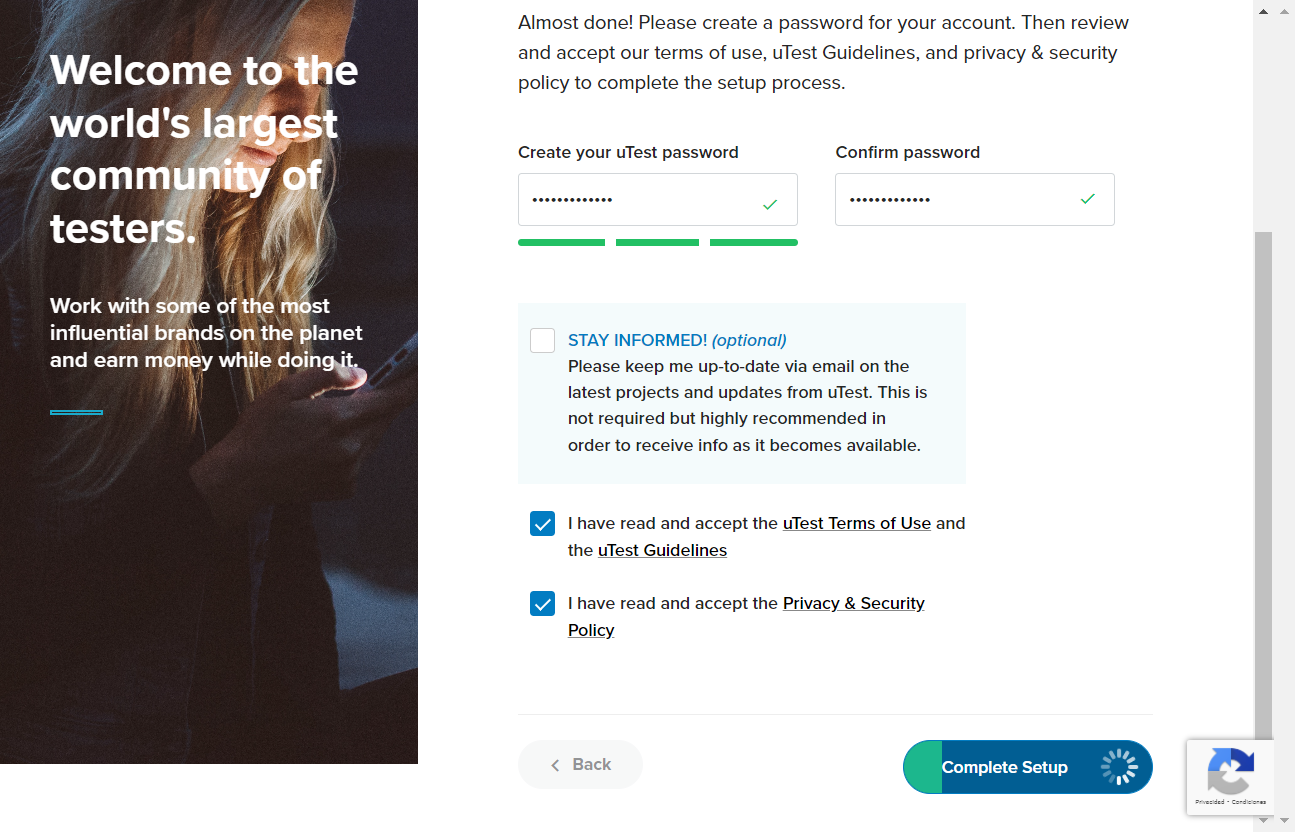 Welcome to the
world's largest
community of
testers.
Work with some of the most
influential brands on the planet
and earn money while doing it.
Almost done! Please create a password for your account. Then review
and accept our terms of use, uTest Guidelines, and privacy & security
policy to complete the setup process.
Create your uTest password
Confirm password
•••••••••••••
•••••••••••••
STAY INFORMED! (optional)
Please keep me up-to-date via email on the
latest projects and updates from uTest. This is
not required but highly recommended in
order to receive info as it becomes available.
I have read and accept the uTest Terms of Use and
the uTest Guidelines
I have read and accept the Privacy & Security
Policy
Back
Complete Setup
Privacidad - Condiciones